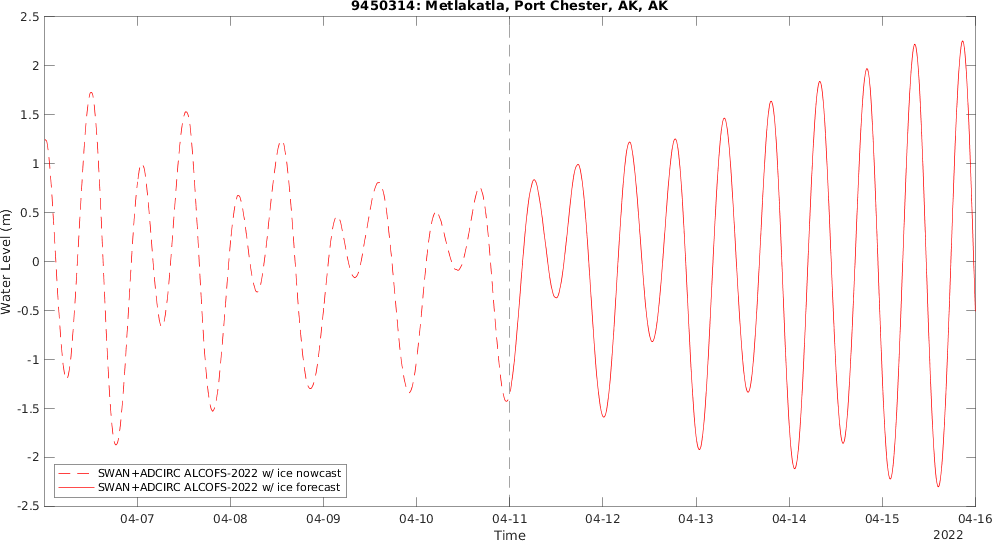 9450314: Metlakatla, Port Chester, AK, AK
2.5
2
1.5
1
0.5
0
-0.5
-1
-1.5
-2
-2.5
Water Level (m)
SWAN+ADCIRC ALCOFS-2022 w/ ice nowcast
SWAN+ADCIRC ALCOFS-2022 w/ ice forecast
04-07 04-08 04-09 04-10 04-11 04-12 04-13 04-14 04-15 04-16
Time
2022